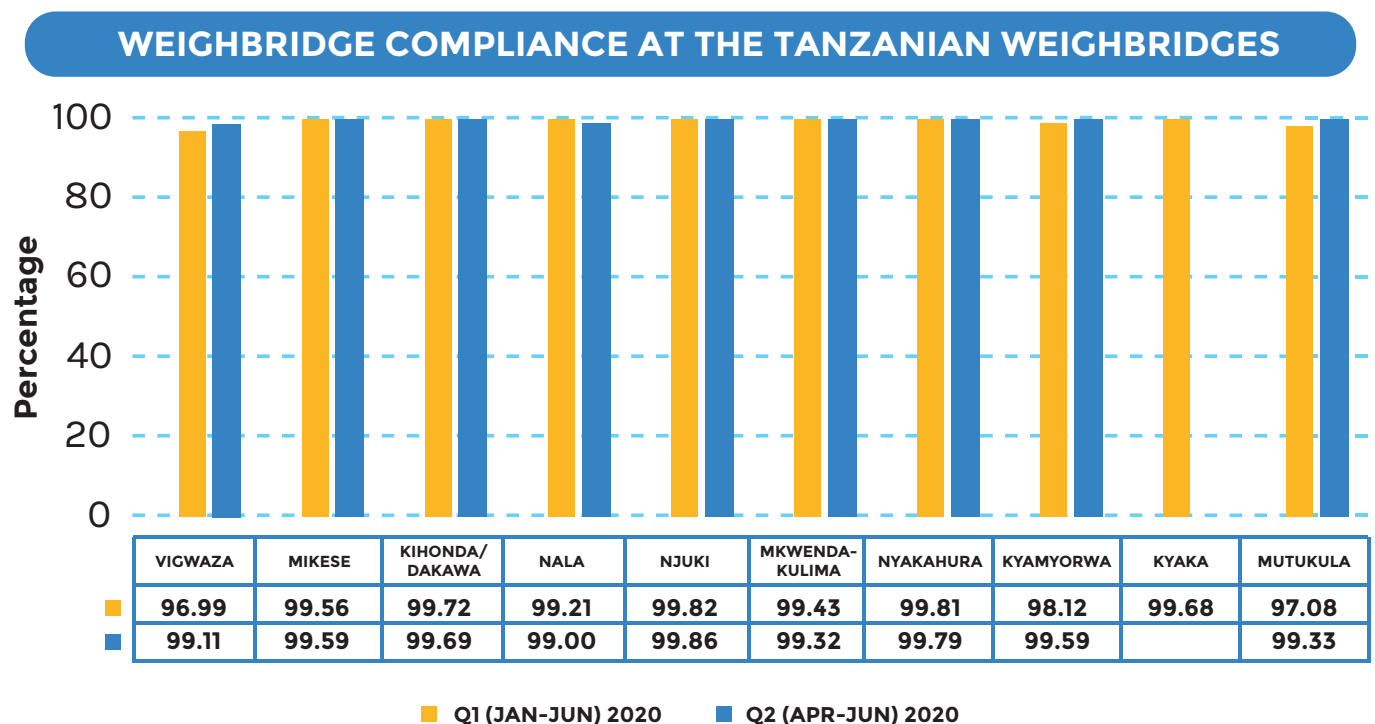 WEIGHBRIDGE COMPLIANCE AT THE TANZANIAN WEIGHBRIDGES
Percentage
100
80
60
40
20
0
VIGWAZA MIKESE KIHONDA/ DAKAWA NALA NJUKI MKWENDA- KULIMA NYAKAHURA KYAMYORWA KYAKA MUTUKULA
96.99 99.56 99.72 99.21 99.82 99.43 99.81 98.12 99.68 97.08
99.11 99.59 99.69 99.00 99.86 99.32 99.79 99.59 99.33
Q1 (JAN-JUN) 2020 Q2 (APR-JUN) 2020